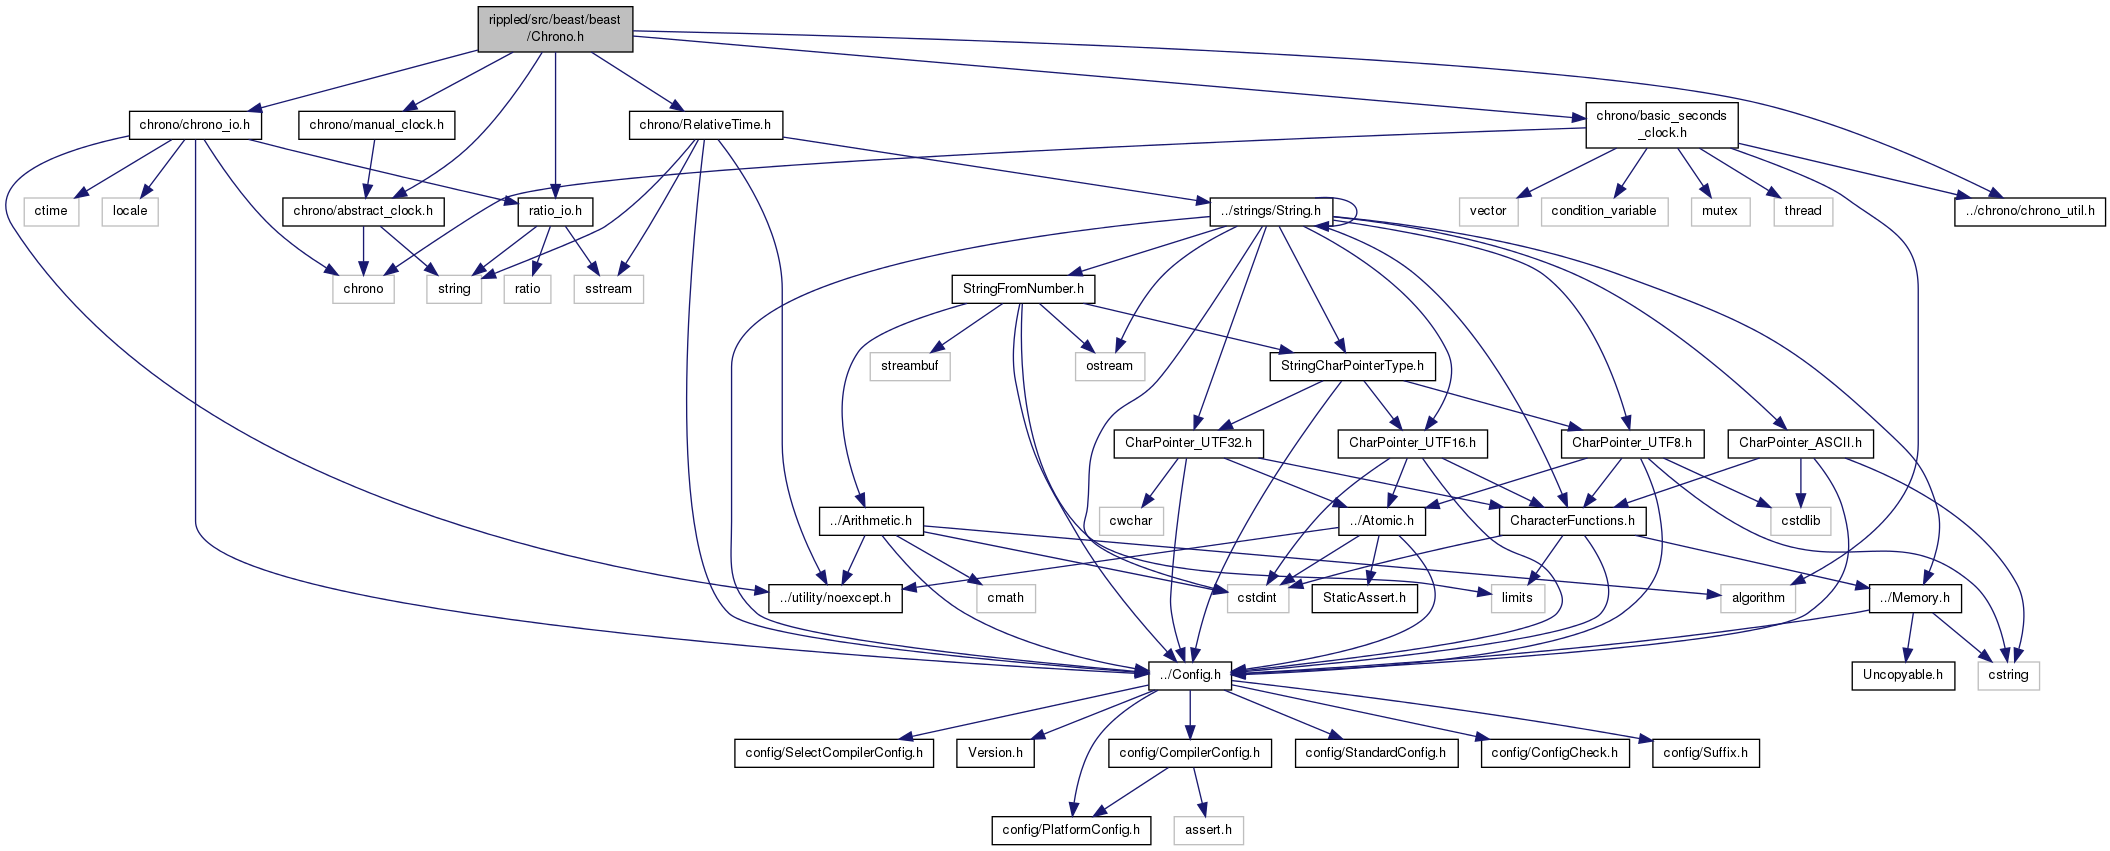 rippled/src/beast/beast
/Chrono.h
chrono/chrono_io.h
chrono/manual_clock.h
chrono/RelativeTime.h
chrono/basic_seconds
_clock.h
ctime
locale
chrono/abstract_clock.h
ratio_io.h
../strings/String.h
vector
condition_variable
mutex
thread
../chrono/chrono_util.h
chrono
string
ratio
sstream
StringFromNumber.h
streambuf
ostream
StringCharPointerType.h
CharPointer_UTF32.h
CharPointer_UTF16.h
CharPointer_UTF8.h
CharPointer_ASCII.h
../Arithmetic.h
cwchar
../Atomic.h
CharacterFunctions.h
cstdlib
../utility/noexcept.h
cmath
cstdint
StaticAssert.h
limits
algorithm
../Memory.h
../Config.h
Uncopyable.h
cstring
config/SelectCompilerConfig.h
Version.h
config/CompilerConfig.h
config/StandardConfig.h
config/ConfigCheck.h
config/Suffix.h
config/PlatformConfig.h
assert.h